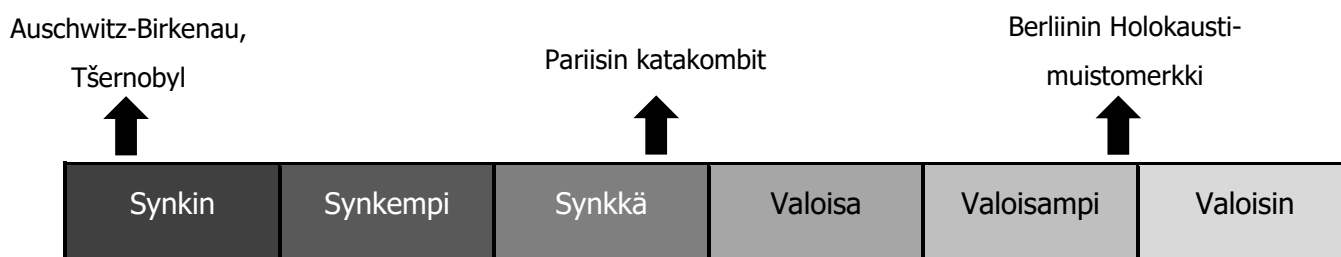 Auschwitz-Birkenau,
Tšernobyl
Pariisin katakombit
Berliinin Holokausti-
muistomerkki
Synkin
Synkempi
Synkkä
Valoisa
Valoisampi
Valoisin